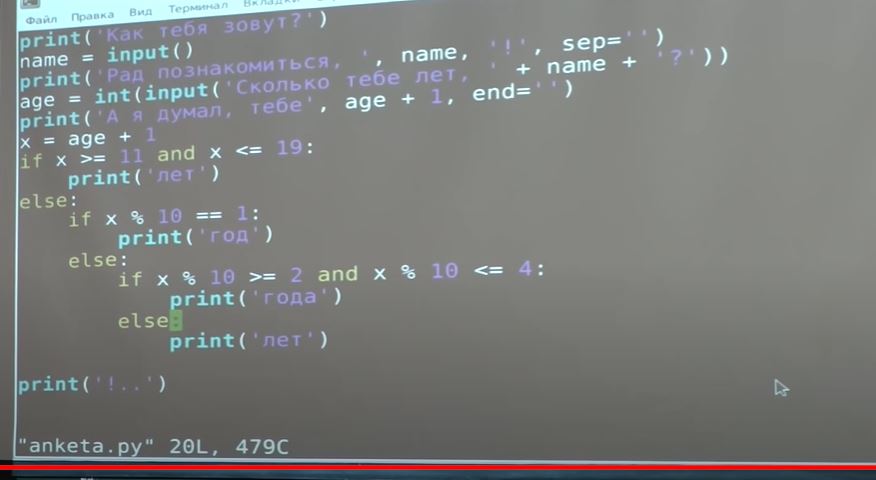 Файл Правка Вид Терминал Вкладки
print('Как тебя зовут?')
name = input()
print('Рад познакомиться, ', name, '!', sep='')
age = int(input('Сколько тебе лет, ' + name + '?'))
print('А я думал, тебе', age + 1, end='')
x = age + 1
if x >= 11 and x <= 19:
    print('лет')
else:
    if x % 10 == 1:
        print('год')
    else:
        if x % 10 >= 2 and x % 10 <= 4:
            print('года')
        else:
            print('лет')
print('!..')
"anketa.py" 20L, 479C